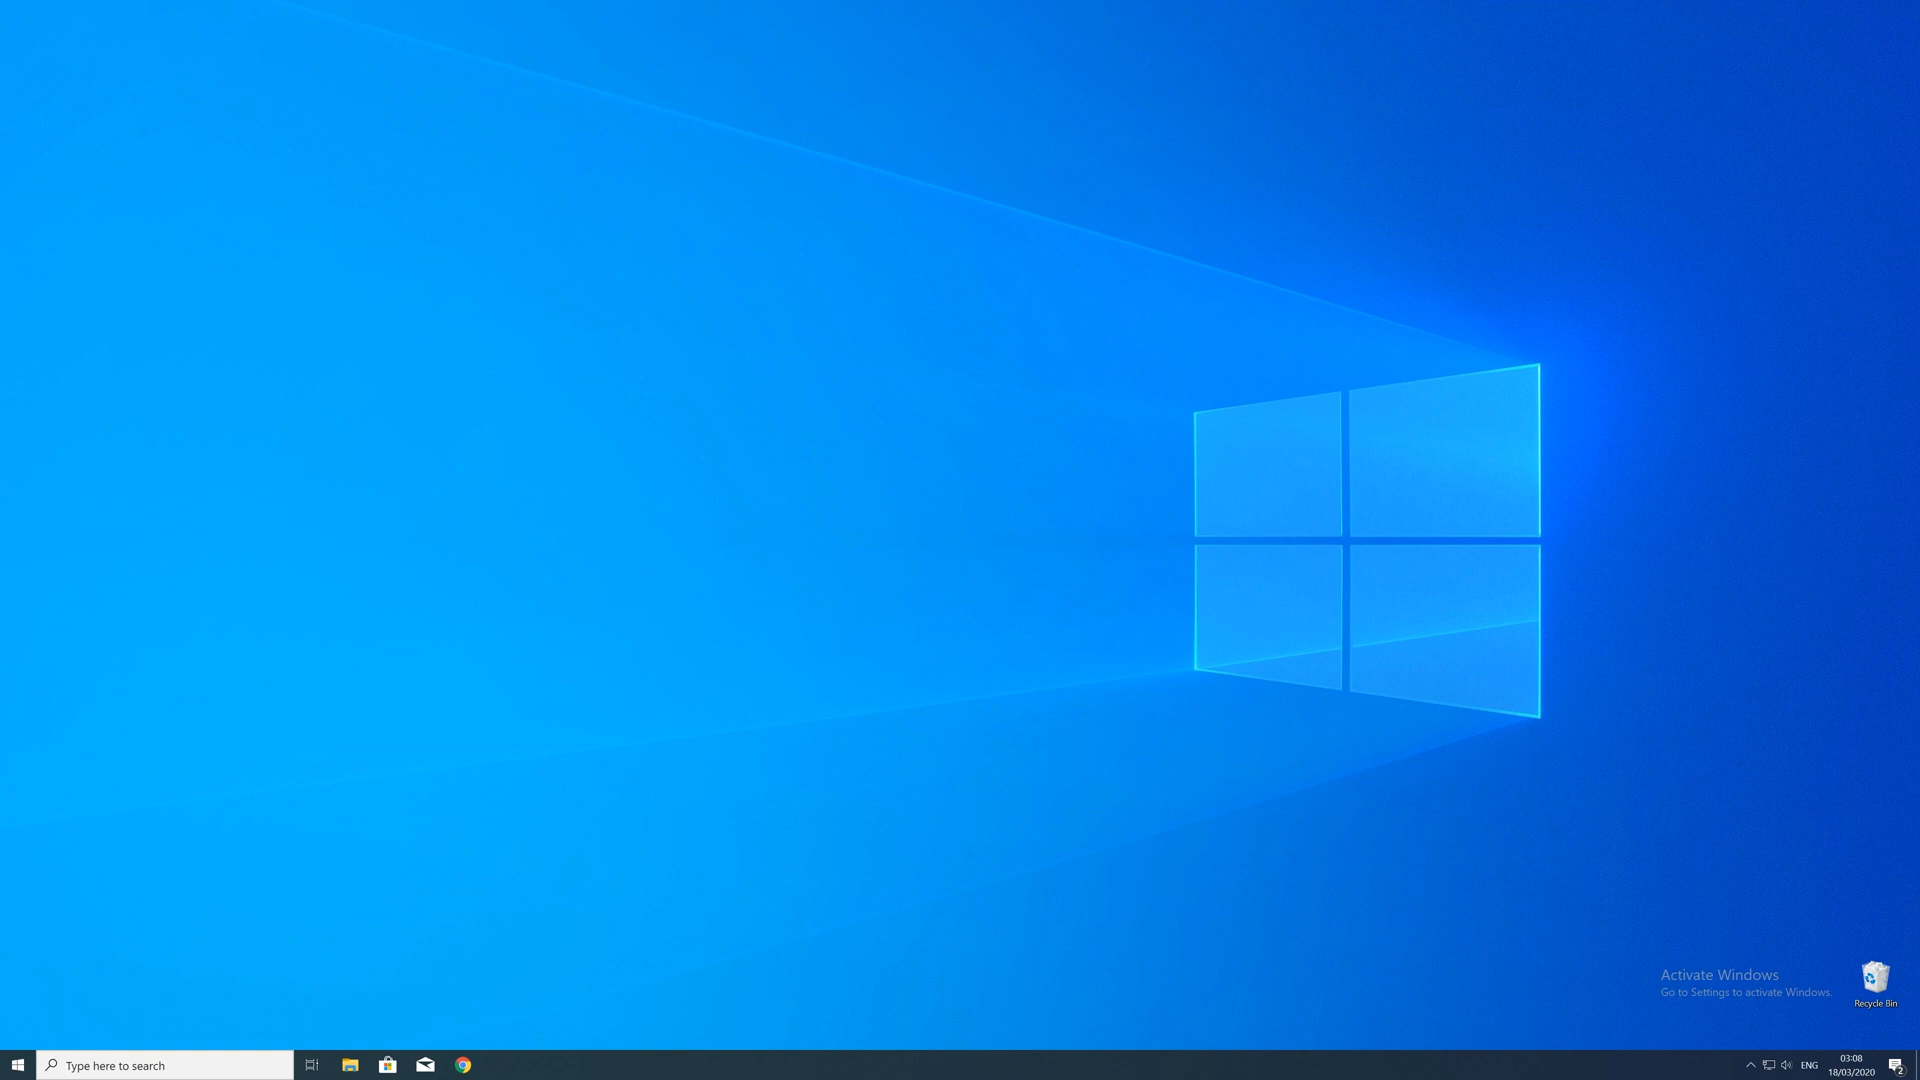 Activate Windows
Go to Settings to activate Windows.
Recycle Bin
Type here to search
ENG
03:08
18/03/2020
2